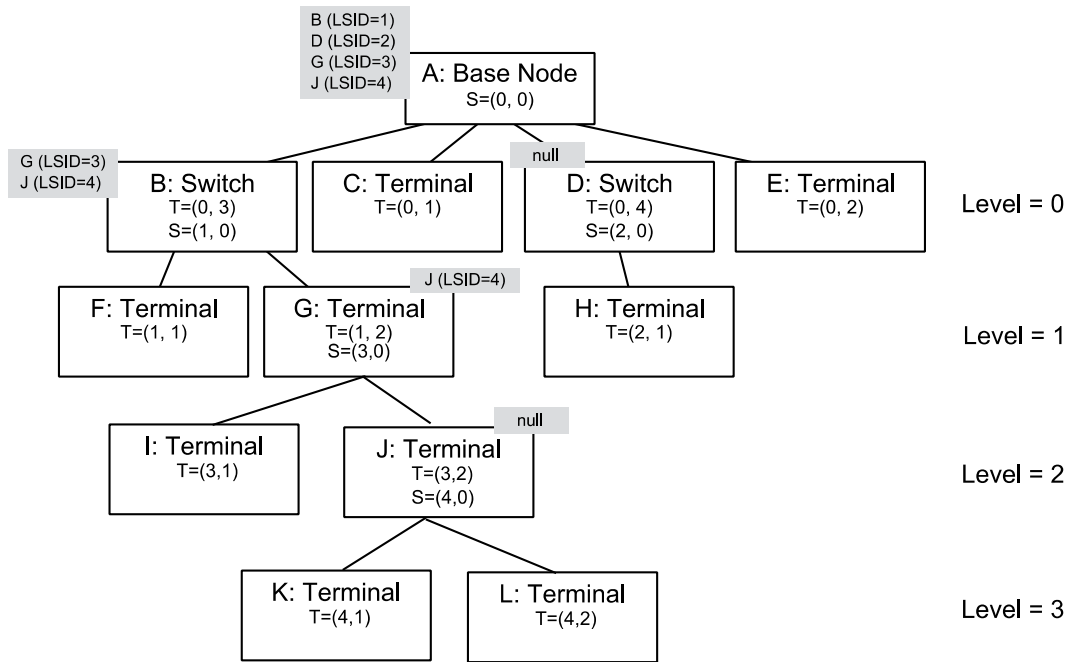 B (LSID=1)
D (LSID=2)
G (LSID=3)
J (LSID=4)
A: Base Node
S=(0, 0)
G (LSID=3)
J (LSID=4)
B: Switch
T=(0, 3)
S=(1, 0)
C: Terminal
T=(0, 1)
null
D: Switch
T=(0, 4)
S=(2, 0)
E: Terminal
T=(0, 2)
Level = 0
F: Terminal
T=(1, 1)
J (LSID=4)
G: Terminal
T=(1, 2)
S=(3,0)
H: Terminal
T=(2, 1)
Level = 1
I: Terminal
T=(3,1)
null
J: Terminal
T=(3,2)
S=(4,0)
Level = 2
K: Terminal
T=(4,1)
L: Terminal
T=(4,2)
Level = 3